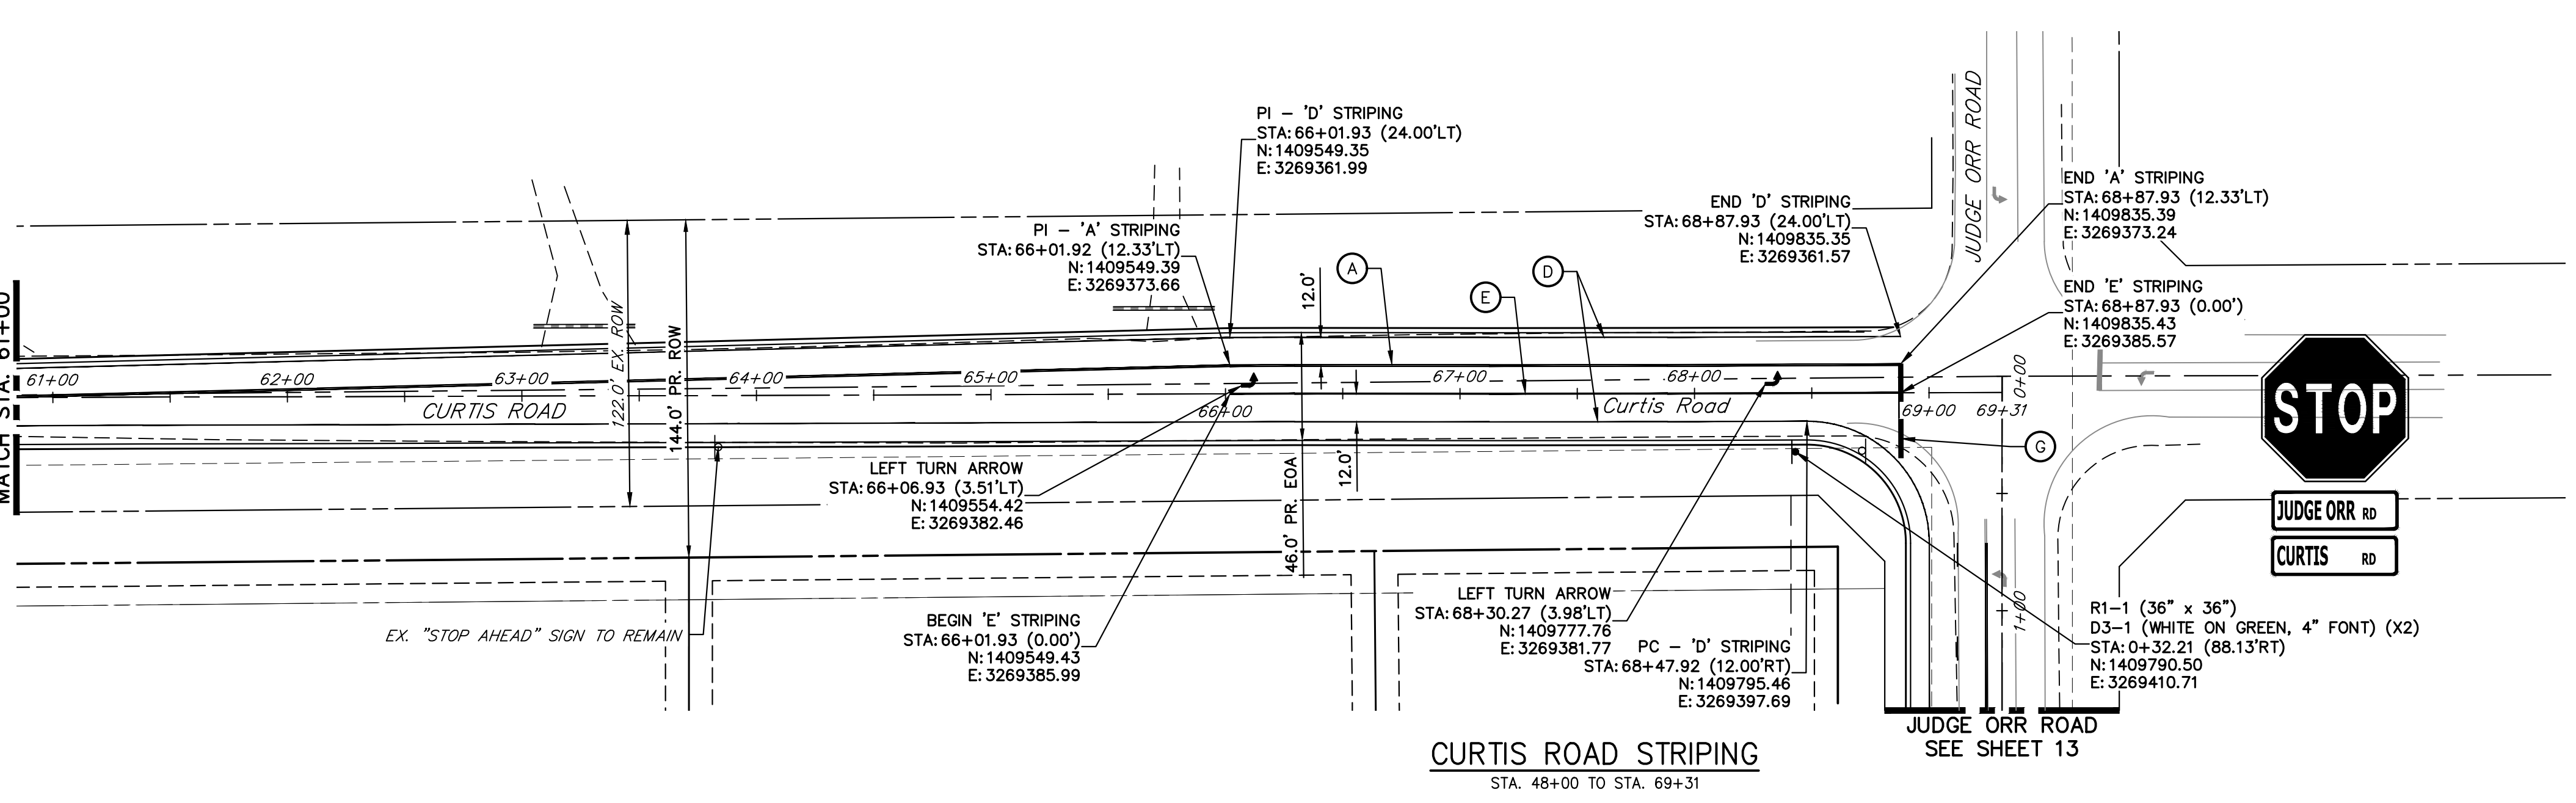 PI – 'D' STRIPING
STA: 66+01.93 (24.00'LT)
N: 1409549.35
E: 3269361.99
PI – 'A' STRIPING
STA: 66+01.92 (12.33'LT)
N: 1409549.39
E: 3269373.66
END 'D' STRIPING
STA: 68+87.93 (24.00'LT)
N: 1409835.35
E: 3269361.57
JUDGE ORR ROAD
END 'A' STRIPING
STA: 68+87.93 (12.33'LT)
N: 1409835.39
E: 3269373.24
END 'E' STRIPING
STA: 68+87.93 (0.00')
N: 1409835.43
E: 3269385.57
A
E
D
G
12.0'
12.0'
MATCH STA. 61+00
61+00
62+00
63+00
64+00
65+00
66+00
67+00
68+00
69+00
69+31
0+00
1+00
CURTIS ROAD
Curtis Road
122.0' EX. ROW
144.0' PR. ROW
46.0' PR. EOA
STOP
JUDGE ORR RD
CURTIS RD
LEFT TURN ARROW
STA: 66+06.93 (3.51'LT)
N: 1409554.42
E: 3269382.46
EX. "STOP AHEAD" SIGN TO REMAIN
BEGIN 'E' STRIPING
STA: 66+01.93 (0.00')
N: 1409549.43
E: 3269385.99
LEFT TURN ARROW
STA: 68+30.27 (3.98'LT)
N: 1409777.76
E: 3269381.77
PC – 'D' STRIPING
STA: 68+47.92 (12.00'RT)
N: 1409795.46
E: 3269397.69
R1–1 (36" x 36")
D3–1 (WHITE ON GREEN, 4" FONT) (X2)
STA: 0+32.21 (88.13'RT)
N: 1409790.50
E: 3269410.71
JUDGE ORR ROAD
SEE SHEET 13
CURTIS ROAD STRIPING
STA. 48+00 TO STA. 69+31